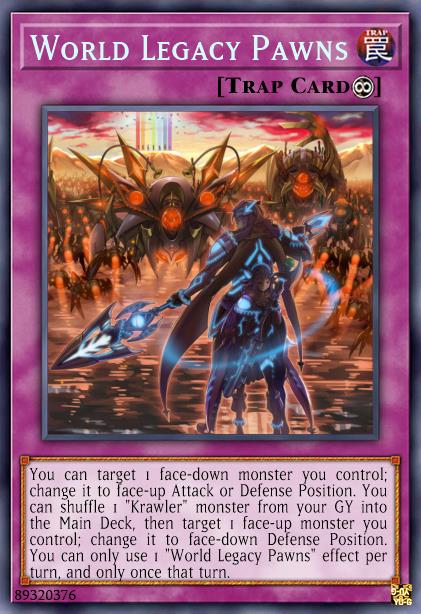 World Legacy Pawns
TRAP
罠
[Trap Card]
You can target 1 face-down monster you control;
change it to face-up Attack or Defense Position. You
can shuffle 1 "Krawler" monster from your GY into
the Main Deck, then target 1 face-up monster you
control; change it to face-down Defense Position.
You can only use 1 "World Legacy Pawns" effect per
turn, and only once that turn.
89320376